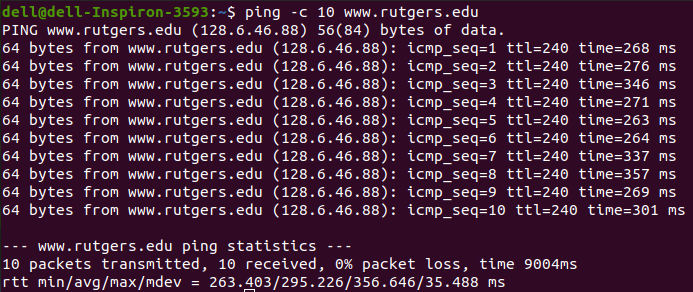 dell@dell-Inspiron-3593:~$ ping -c 10 www.rutgers.edu
PING www.rutgers.edu (128.6.46.88) 56(84) bytes of data.
64 bytes from www.rutgers.edu (128.6.46.88): icmp_seq=1 ttl=240 time=268 ms
64 bytes from www.rutgers.edu (128.6.46.88): icmp_seq=2 ttl=240 time=276 ms
64 bytes from www.rutgers.edu (128.6.46.88): icmp_seq=3 ttl=240 time=346 ms
64 bytes from www.rutgers.edu (128.6.46.88): icmp_seq=4 ttl=240 time=271 ms
64 bytes from www.rutgers.edu (128.6.46.88): icmp_seq=5 ttl=240 time=263 ms
64 bytes from www.rutgers.edu (128.6.46.88): icmp_seq=6 ttl=240 time=264 ms
64 bytes from www.rutgers.edu (128.6.46.88): icmp_seq=7 ttl=240 time=337 ms
64 bytes from www.rutgers.edu (128.6.46.88): icmp_seq=8 ttl=240 time=357 ms
64 bytes from www.rutgers.edu (128.6.46.88): icmp_seq=9 ttl=240 time=269 ms
64 bytes from www.rutgers.edu (128.6.46.88): icmp_seq=10 ttl=240 time=301 ms
--- www.rutgers.edu ping statistics ---
10 packets transmitted, 10 received, 0% packet loss, time 9004ms
rtt min/avg/max/mdev = 263.403/295.226/356.646/35.488 ms